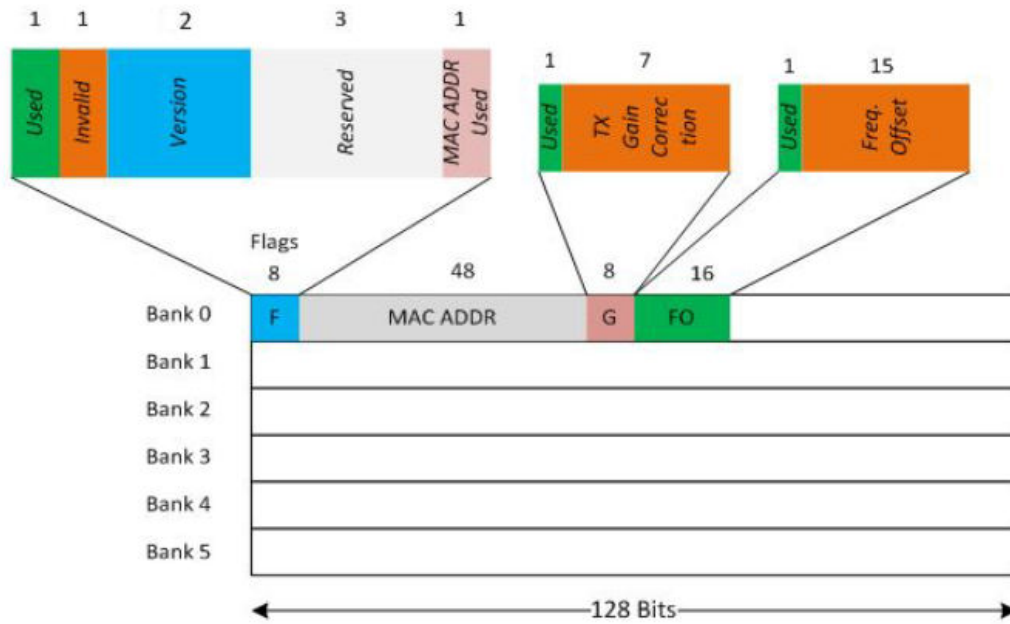 1 1 2 3 1
Used
Invalid
Version
Reserved
MAC ADDR
Used
1 7
Used
TX
Gain
Correc
tion
1 15
Used
Freq.
Offset
Flags
8 48 8 16
Bank 0 F MAC ADDR G FO
Bank 1
Bank 2
Bank 3
Bank 4
Bank 5
128 Bits